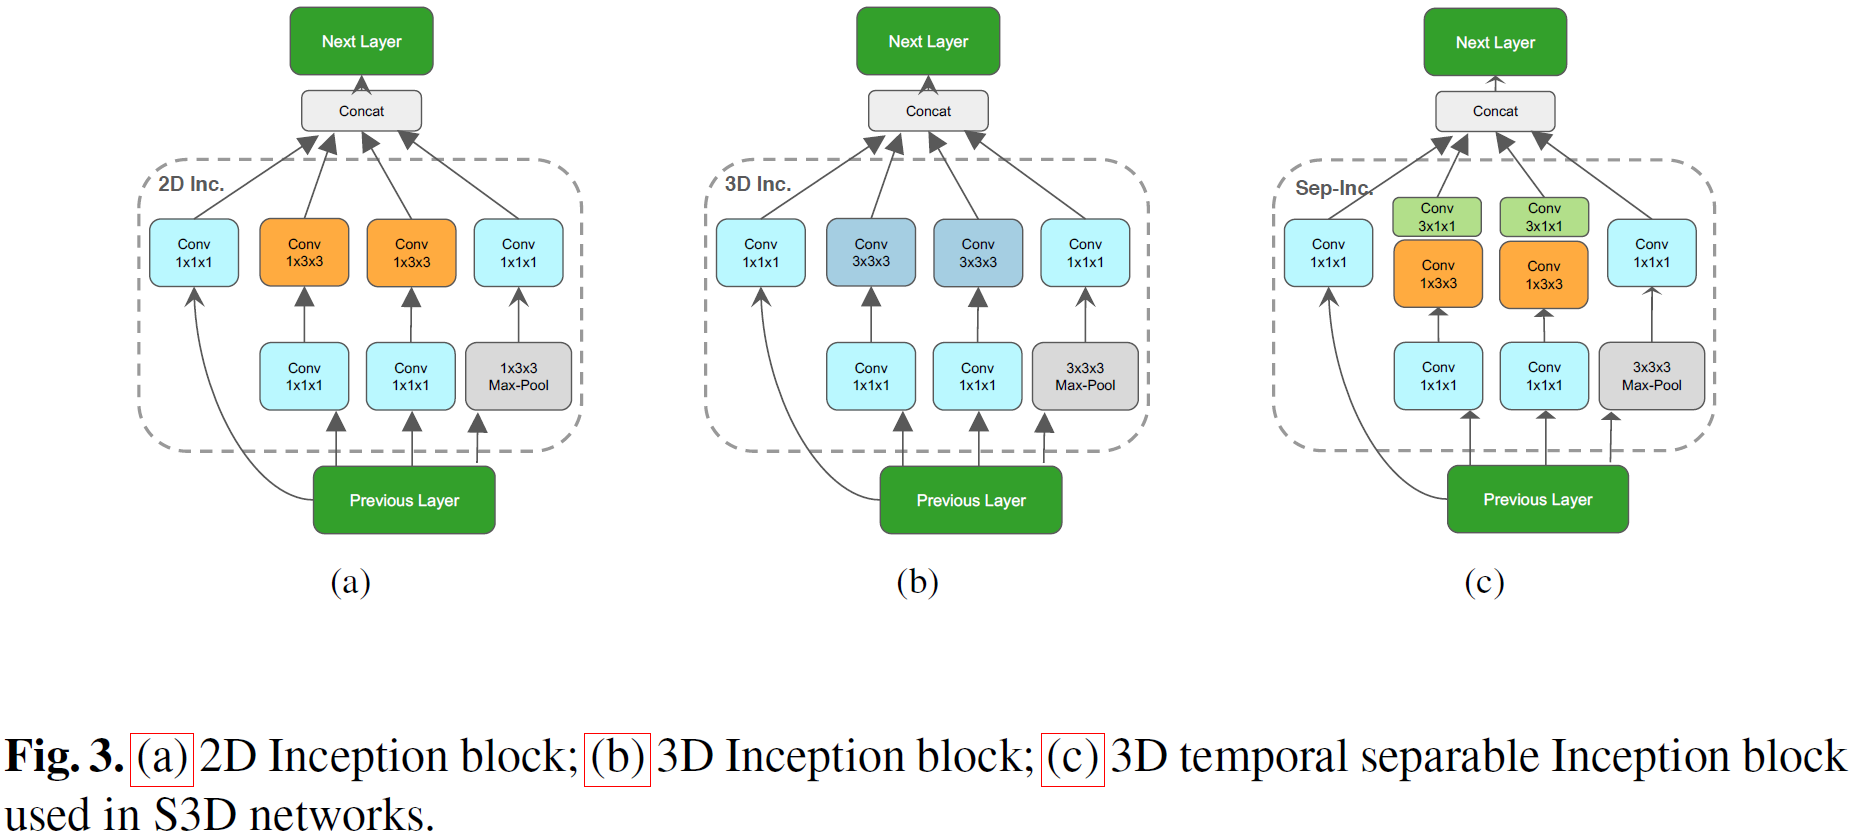 Next Layer
Concat
2D Inc.
Conv
1x1x1
Conv
1x3x3
Conv
1x3x3
Conv
1x1x1
Conv
1x1x1
Conv
1x1x1
1x3x3
Max-Pool
Previous Layer
(a)
Next Layer
Concat
3D Inc.
Conv
1x1x1
Conv
3x3x3
Conv
3x3x3
Conv
1x1x1
Conv
1x1x1
Conv
1x1x1
3x3x3
Max-Pool
Previous Layer
(b)
Next Layer
Concat
Sep-Inc.
Conv
3x1x1
Conv
3x1x1
Conv
1x1x1
Conv
1x3x3
Conv
1x3x3
Conv
1x1x1
Conv
1x1x1
Conv
1x1x1
3x3x3
Max-Pool
Previous Layer
(c)
Fig. 3. (a) 2D Inception block; (b) 3D Inception block; (c) 3D temporal separable Inception block
used in S3D networks.